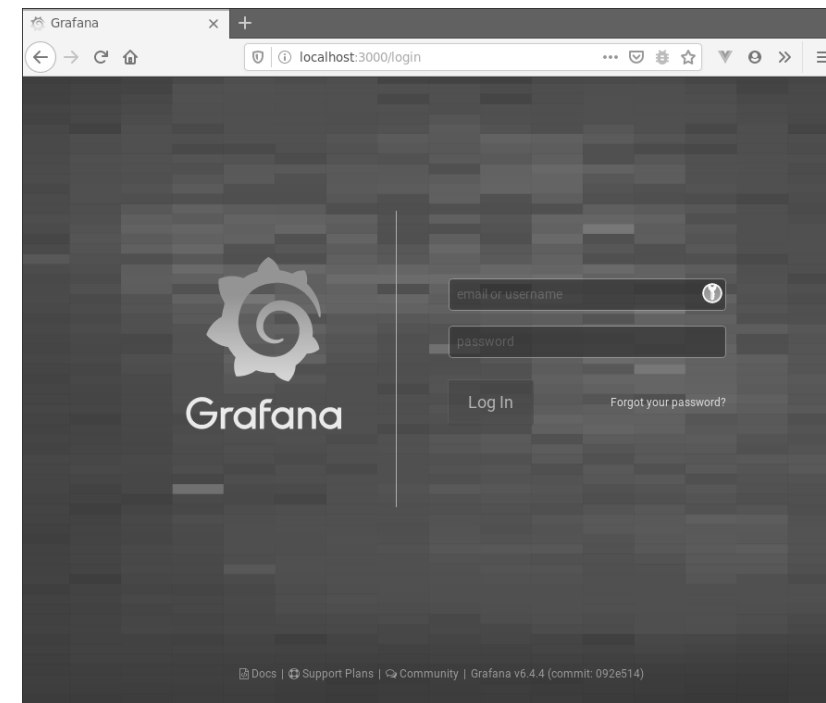 Grafana
localhost:3000/login
email or username
password
Log In
Forgot your password?
Grafana
Docs | Support Plans | Community | Grafana v6.4.4 (commit: 092e514)